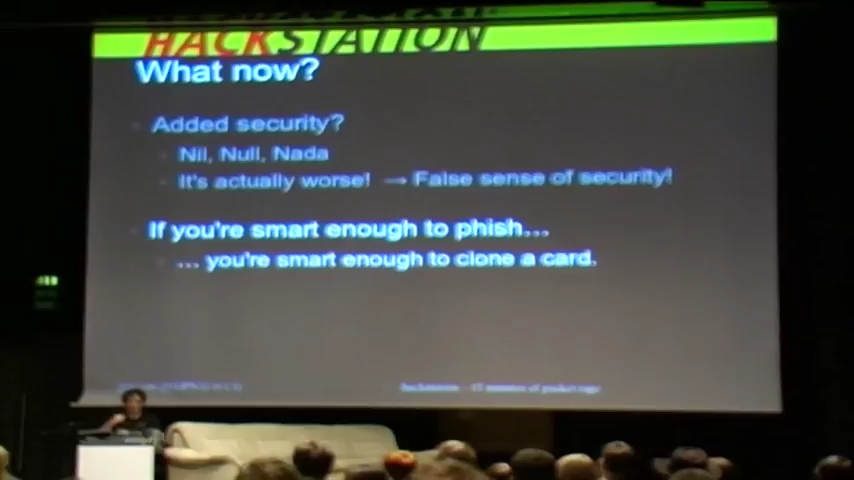 HACKSTATION
What now?
Added security?
Nil, Null, Nada
It's actually worse! → False sense of security!
If you're smart enough to phish...
... you're smart enough to clone a card.